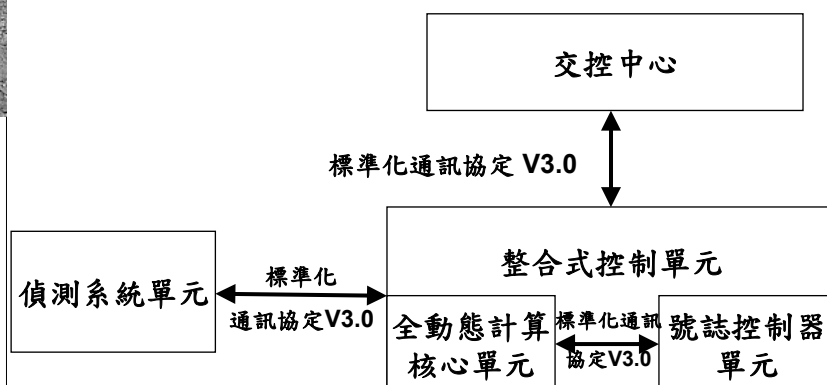 交控中心
標準化通訊協定 V3.0
整合式控制單元
偵測系統單元
標準化
通訊協定V3.0
全動態計算
核心單元
標準化通訊
協定V3.0
號誌控制器
單元